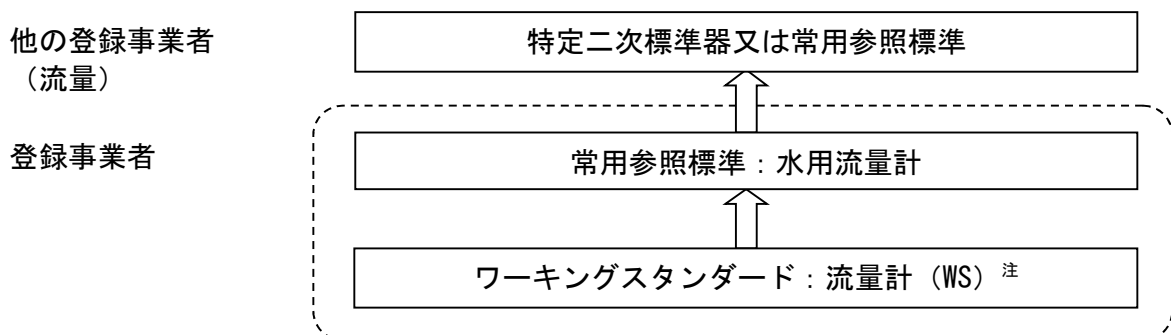 他の登録事業者
（流量）
特定二次標準器又は常用参照標準
登録事業者
常用参照標準：水用流量計
ワーキングスタンダード：流量計（WS）注